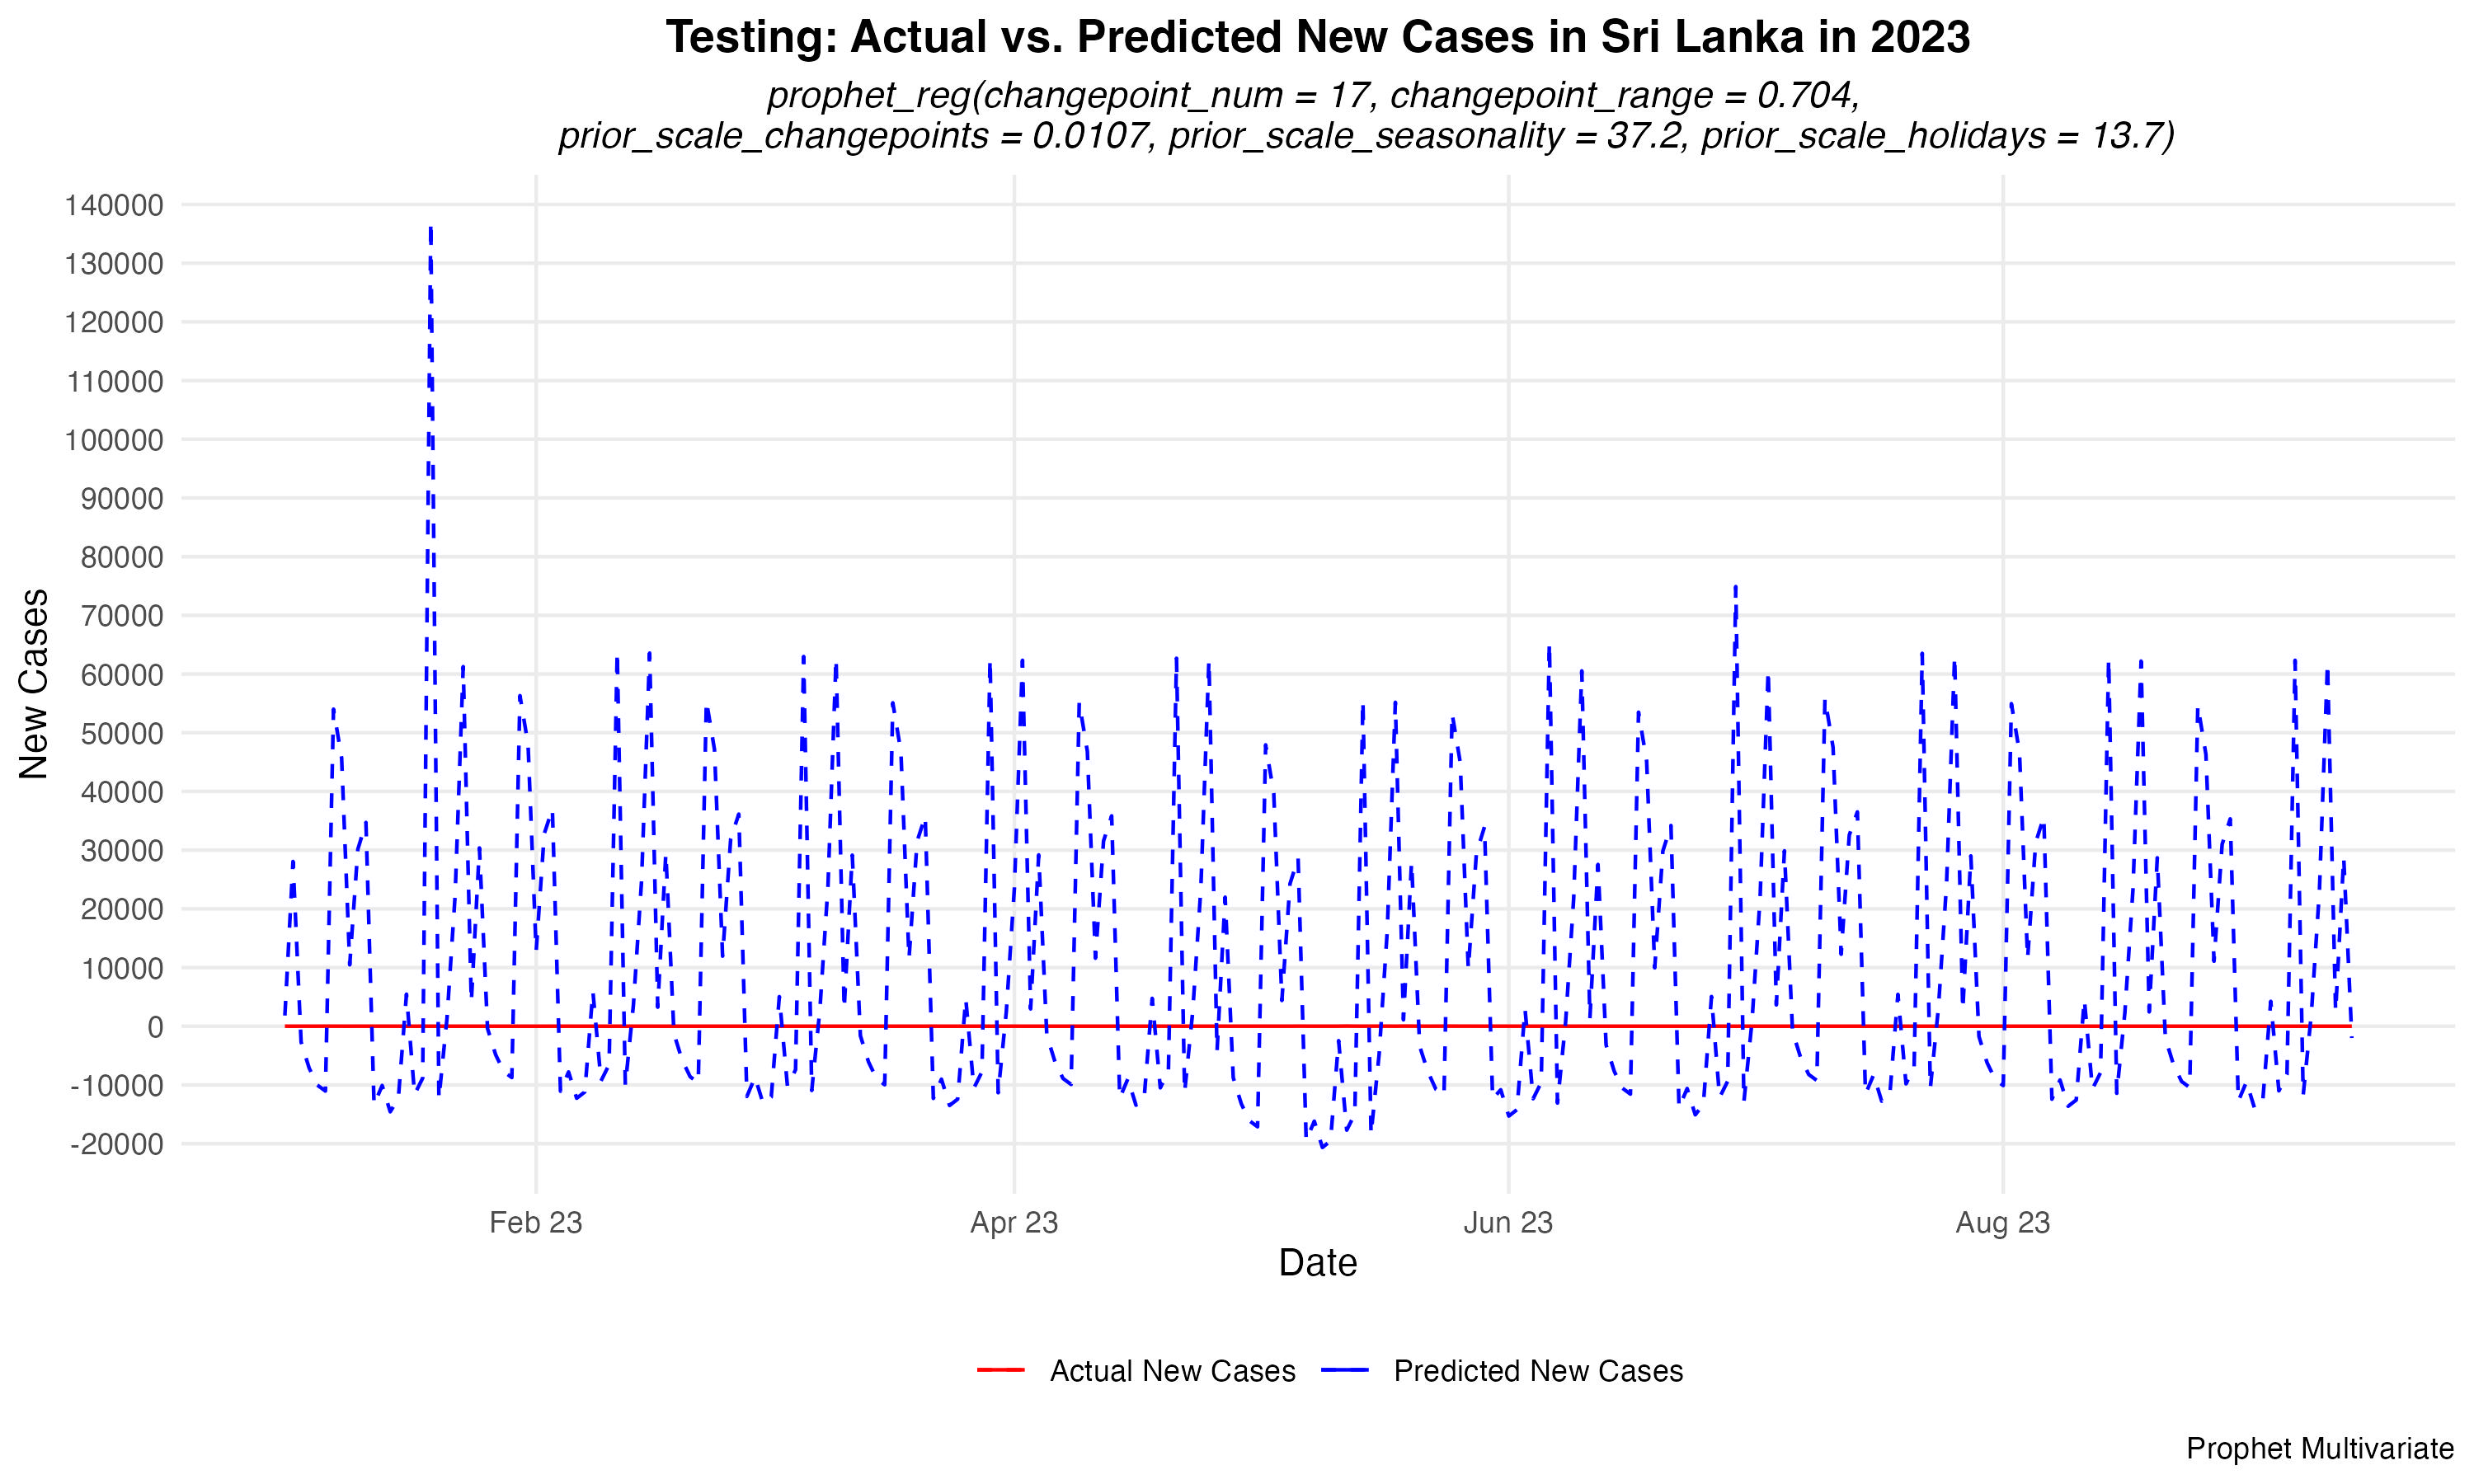 Testing: Actual vs. Predicted New Cases in Sri Lanka in 2023
prophet_reg(changepoint_num = 17, changepoint_range = 0.704,
prior_scale_changepoints = 0.0107, prior_scale_seasonality = 37.2, prior_scale_holidays = 13.7)
New Cases
140000
130000
120000
110000
100000
90000
80000
70000
60000
50000
40000
30000
20000
10000
0
-10000
-20000
Feb 23 Apr 23 Jun 23 Aug 23
Date
Actual New Cases Predicted New Cases
Prophet Multivariate